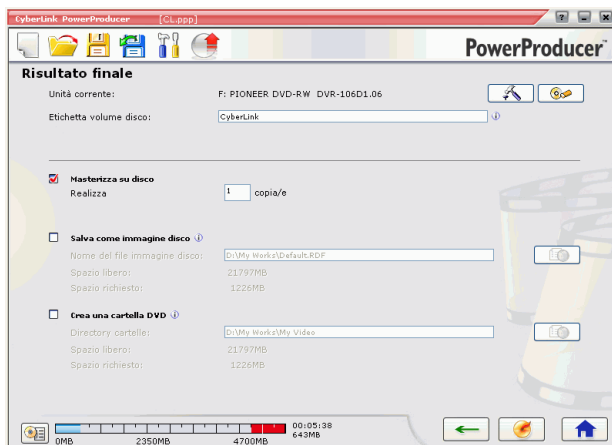 CyberLink PowerProducer [CL.ppp]
PowerProducer™
Risultato finale
Unità corrente: F: PIONEER DVD-RW DVR-106D1.06
Etichetta volume disco: CyberLink
Masterizza su disco
Realizza 1 copia/e
Salva come immagine disco
Nome del file immagine disco: D:\My Works\Default.RDF
Spazio libero: 21797MB
Spazio richiesto: 1226MB
Crea una cartella DVD
Directory cartelle: D:\My Works\My Video
Spazio libero: 21797MB
Spazio richiesto: 1226MB
00:05:38
643MB
0MB 2350MB 4700MB